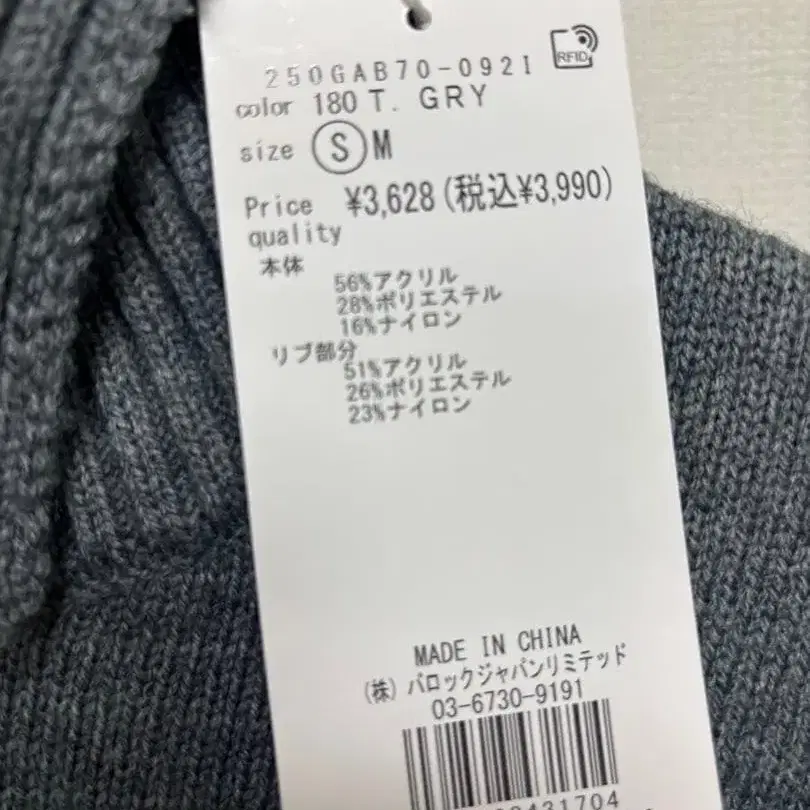 RFID
250GAB70-0921
color 180 T. GRY
size S M
Price ¥3,628 (税込¥3,990)
quality
本体
56%アクリル
28%ポリエステル
16%ナイロン
リブ部分
51%アクリル
26%ポリエステル
23%ナイロン
MADE IN CHINA
(株) バロックジャパンリミテッド
03-6730-9191